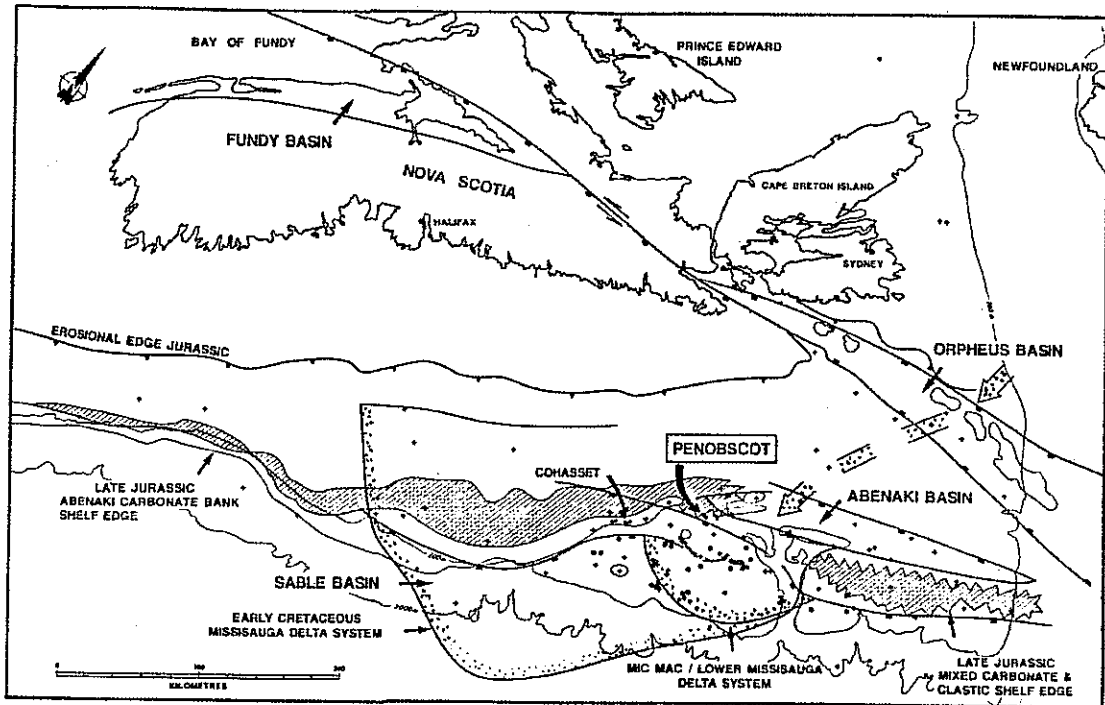 BAY OF FUNDY
PRINCE EDWARD
ISLAND
NEWFOUNDLAND
FUNDY BASIN
NOVA SCOTIA
HALIFAX
CAPE BRETON ISLAND
SYDNEY
EROSIONAL EDGE JURASSIC
ORPHEUS BASIN
PENOBSCOT
COHASSET
LATE JURASSIC
ABENAKI CARBONATE BANK
SHELF EDGE
ABENAKI BASIN
SABLE BASIN
EARLY CRETACEOUS
MISSISAUGA DELTA SYSTEM
MIC MAC / LOWER MISSISAUGA
DELTA SYSTEM
LATE JURASSIC
MIXED CARBONATE &
CLASTIC SHELF EDGE
0
KILOMETRES